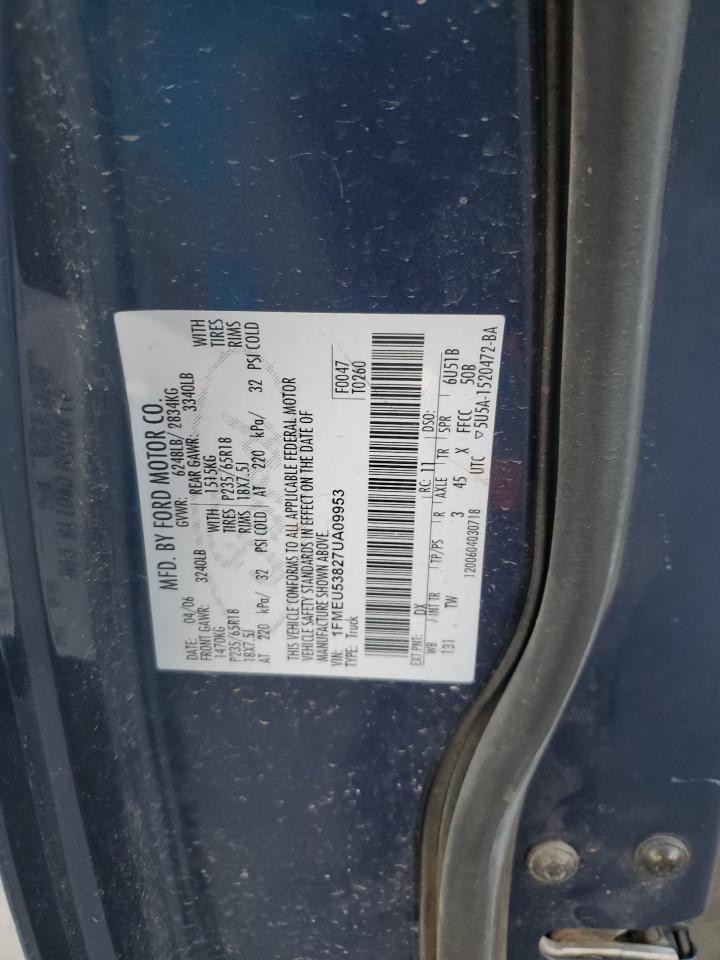 MFD. BY FORD MOTOR CO.
DATE: 04/06 GVWR: 6248LB/ 2834KG
FRONT GAWR: 3240LB REAR GAWR: 3340LB
1470KG WITH 1515KG WITH
P235/65R18 TIRES P235/65R18 TIRES
18X7.5J RIMS 18X7.5J RIMS
AT 220 kPa/ 32 PSI COLD AT 220 kPa/ 32 PSI COLD
THIS VEHICLE CONFORMS TO ALL APPLICABLE FEDERAL MOTOR
VEHICLE SAFETY STANDARDS IN EFFECT ON THE DATE OF
MANUFACTURE SHOWN ABOVE.
VIN: 1FMEU53827UA09953 F0047
TYPE: Truck T0260
EXT PNT: DX RC: 11 DSO:
WB INT TR TP/PS R AXLE TR SPR 6U51B
131 TW 3 45 X FFCC 50B
1200604030718 UTC ▽5U5A-1520472-BA